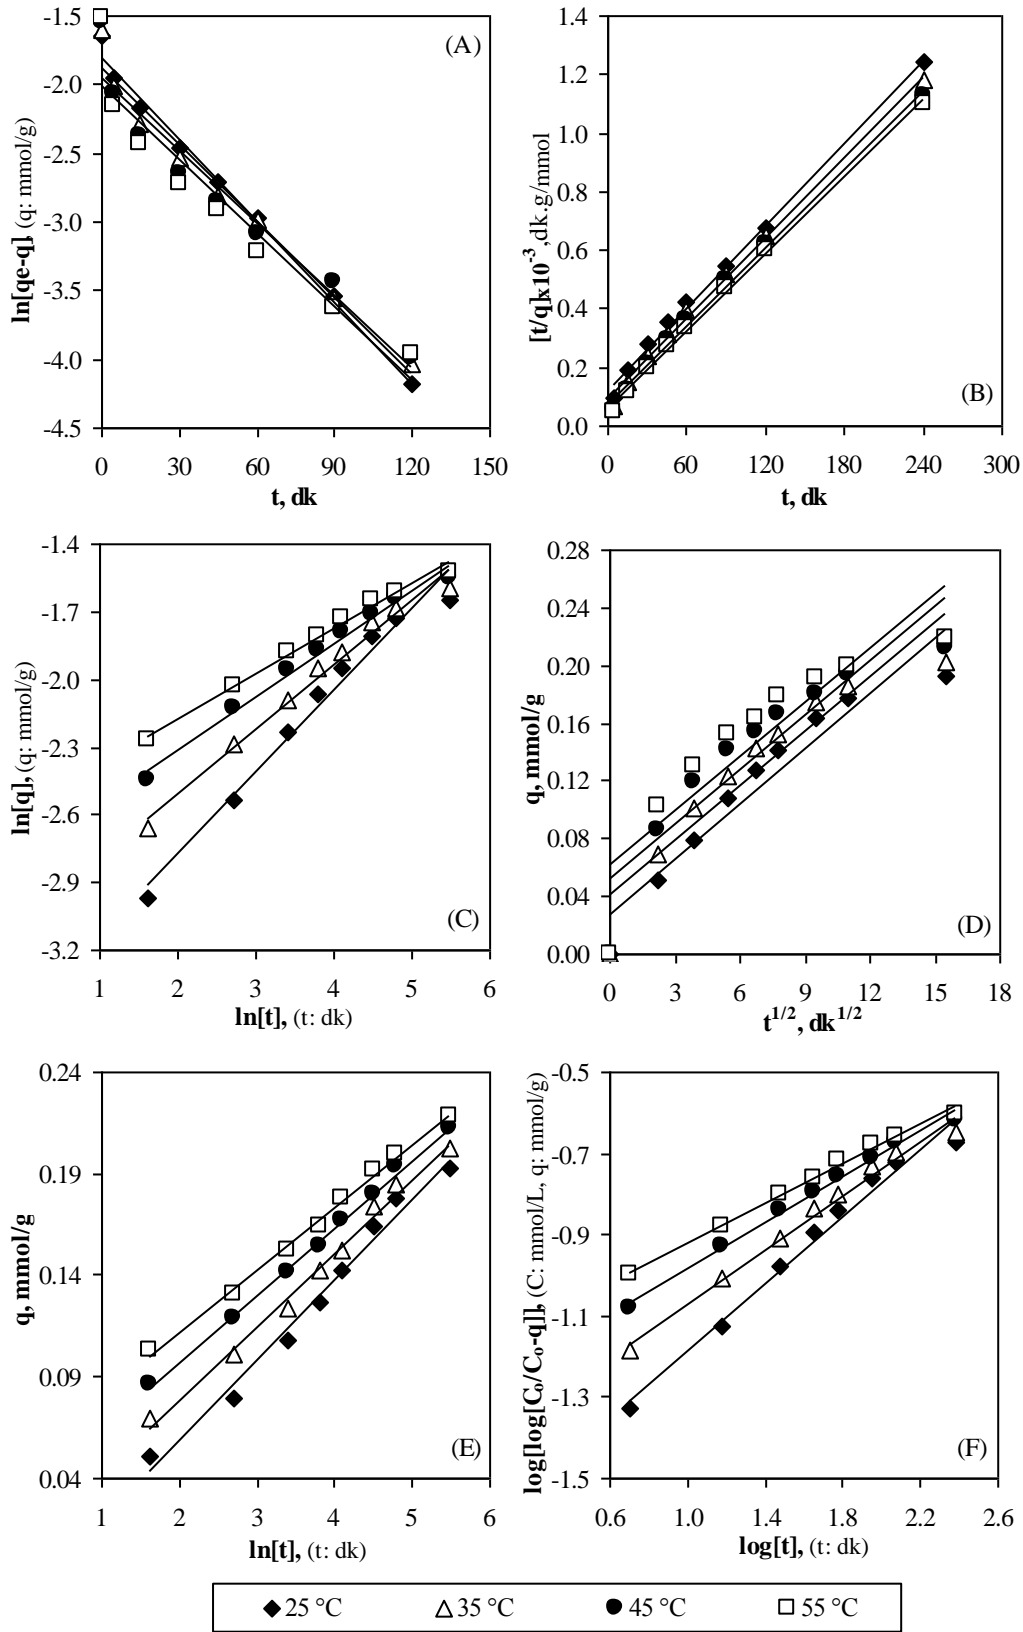 -1.5
-2.0
-2.5
-3.0
-3.5
-4.0
-4.5
ln[qe-q], (q: mmol/g)
(A)
0 30 60 90 120 150
t, dk
1.4
1.2
1.0
0.8
0.6
0.4
0.2
0.0
[t/q]x10⁻³, dk.g/mmol
(B)
0 60 120 180 240 300
t, dk
-1.4
-1.7
-2.0
-2.3
-2.6
-2.9
-3.2
ln[q], (q: mmol/g)
(C)
1 2 3 4 5 6
ln[t], (t: dk)
0.28
0.24
0.20
0.16
0.12
0.08
0.04
0.00
q, mmol/g
(D)
0 3 6 9 12 15 18
t^1/2, dk^1/2
0.24
0.19
0.14
0.09
0.04
q, mmol/g
(E)
1 2 3 4 5 6
ln[t], (t: dk)
-0.5
-0.7
-0.9
-1.1
-1.3
-1.5
log[log[Cₒ/Cₒ-q]], (C: mmol/L, q: mmol/g)
(F)
0.6 1.0 1.4 1.8 2.2 2.6
log[t], (t: dk)
25 °C 35 °C 45 °C 55 °C